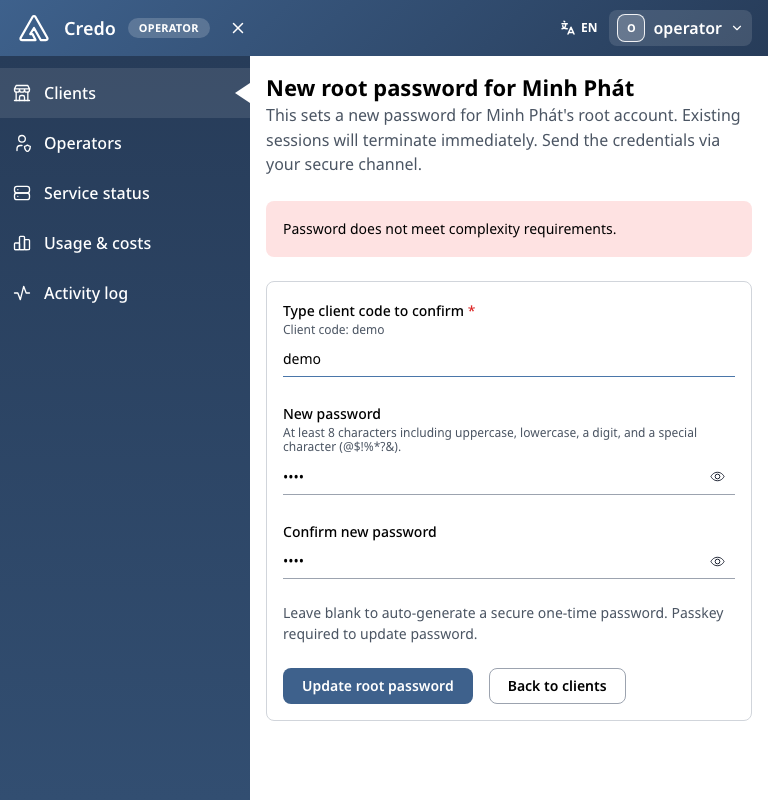 Credo
OPERATOR
EN
O
operator
Clients
Operators
Service status
Usage & costs
Activity log
New root password for Minh Phát
This sets a new password for Minh Phát's root account. Existing
sessions will terminate immediately. Send the credentials via
your secure channel.
Password does not meet complexity requirements.
Type client code to confirm *
Client code: demo
demo
New password
At least 8 characters including uppercase, lowercase, a digit, and a special
character (@$!%*?&).
••••
Confirm new password
••••
Leave blank to auto-generate a secure one-time password. Passkey
required to update password.
Update root password
Back to clients